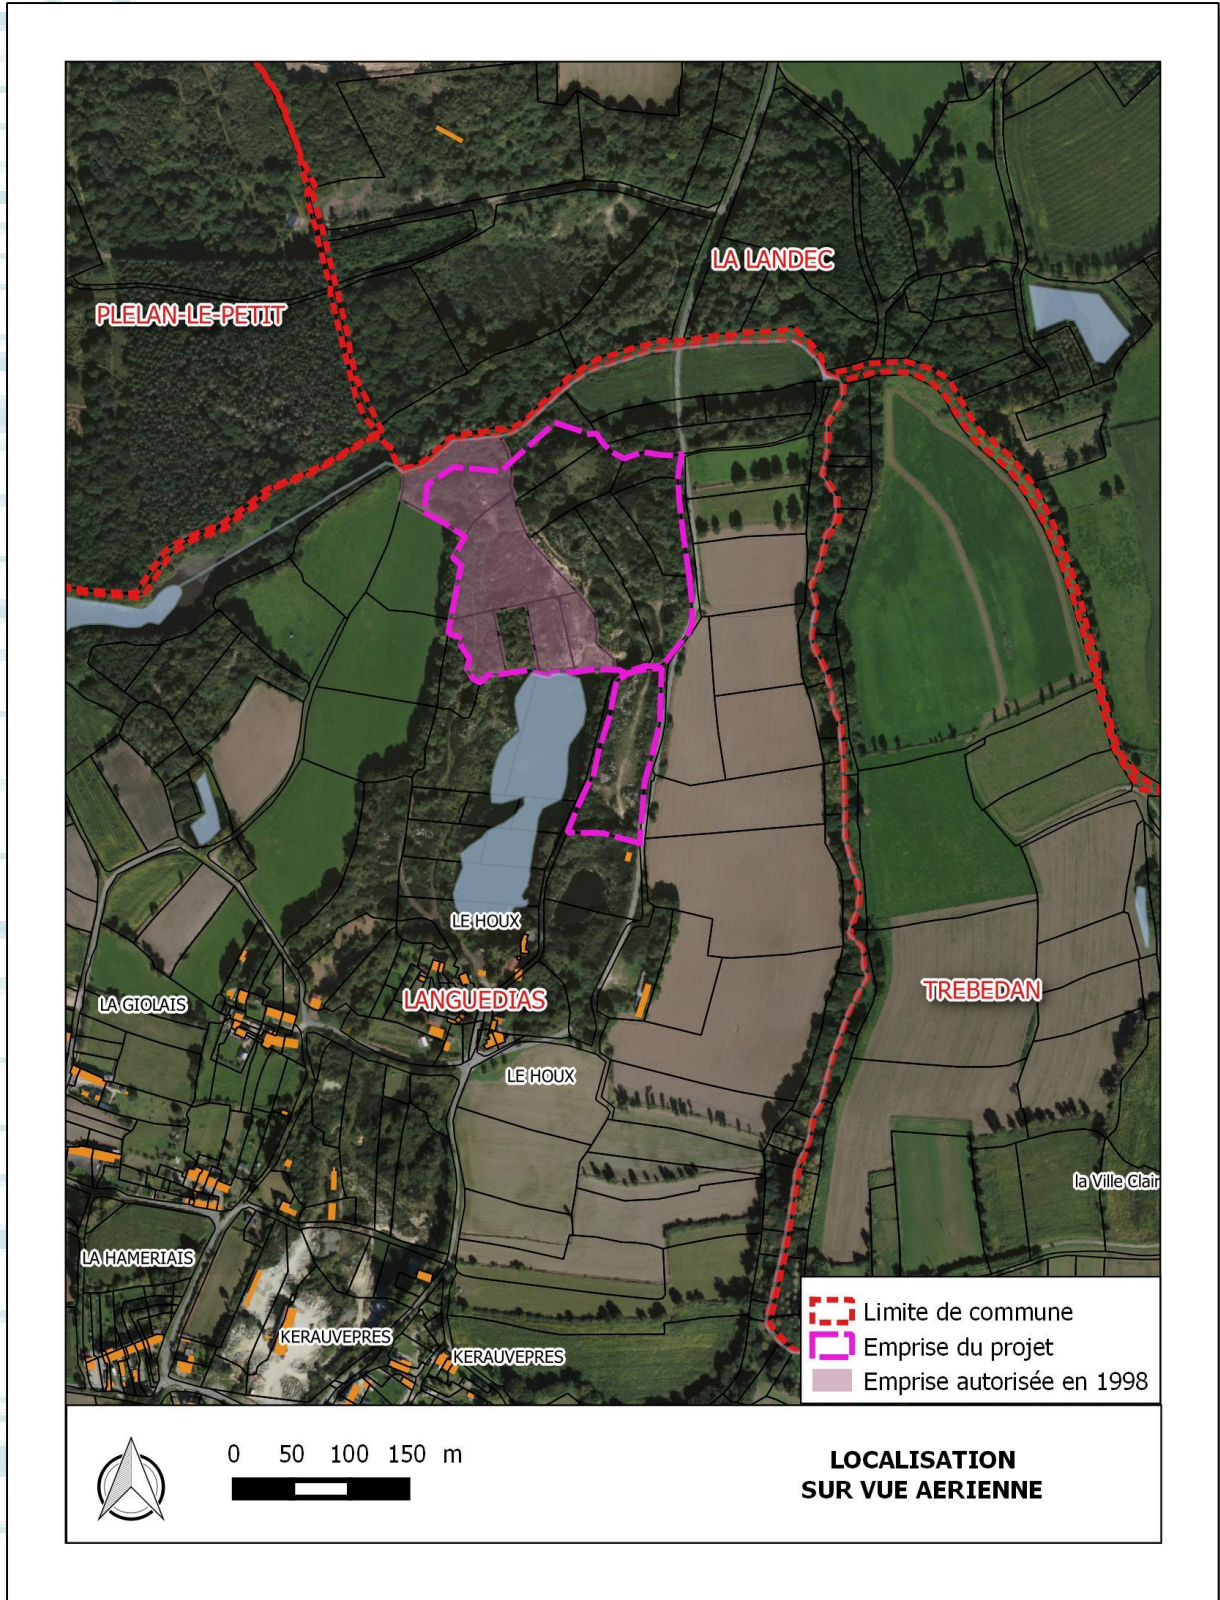 LA LANDEC
PLELAN-LE-PETIT
LE HOUX
LANGUEDIAS
LA GIOLAIS
TREBEDAN
LE HOUX
la Ville Clair
LA HAMERIAIS
KERAUVEPRES
KERAUVEPRES
Limite de commune
Emprise du projet
Emprise autorisée en 1998
0 50 100 150 m
LOCALISATION
SUR VUE AERIENNE